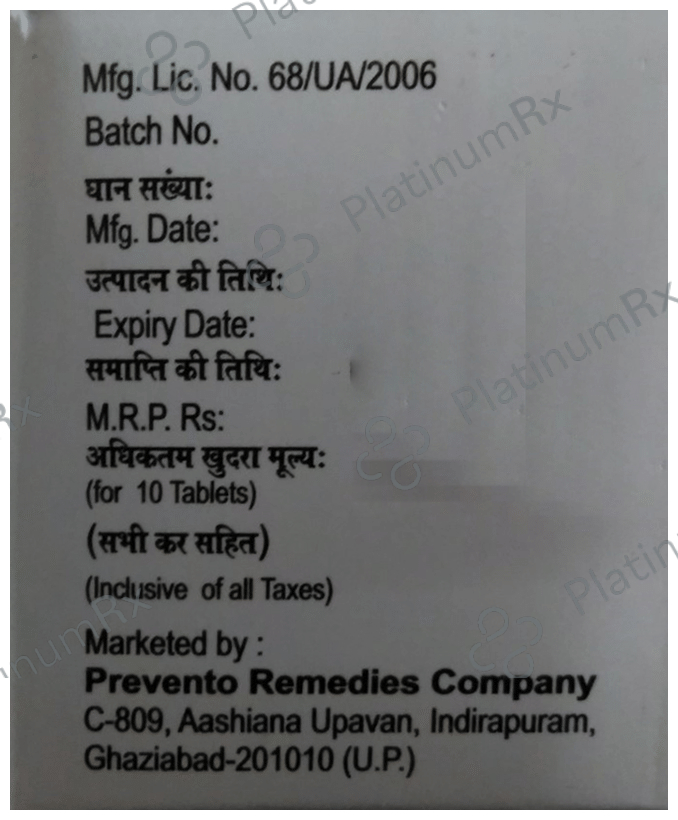 Mfg. Lic. No. 68/UA/2006
Batch No.
घान सख्ंयाः
Mfg. Date:
उत्पादन की तिथिः
Expiry Date:
समाप्ति की तिथिः
M.R.P. Rs:
अधिकतम खुदरा मूल्यः
(for 10 Tablets)
(सभी कर सहित)
(Inclusive of all Taxes)
Marketed by :
Prevento Remedies Company
C-809, Aashiana Upavan, Indirapuram,
Ghaziabad-201010 (U.P.)
PlatinumRx
PlatinumRx